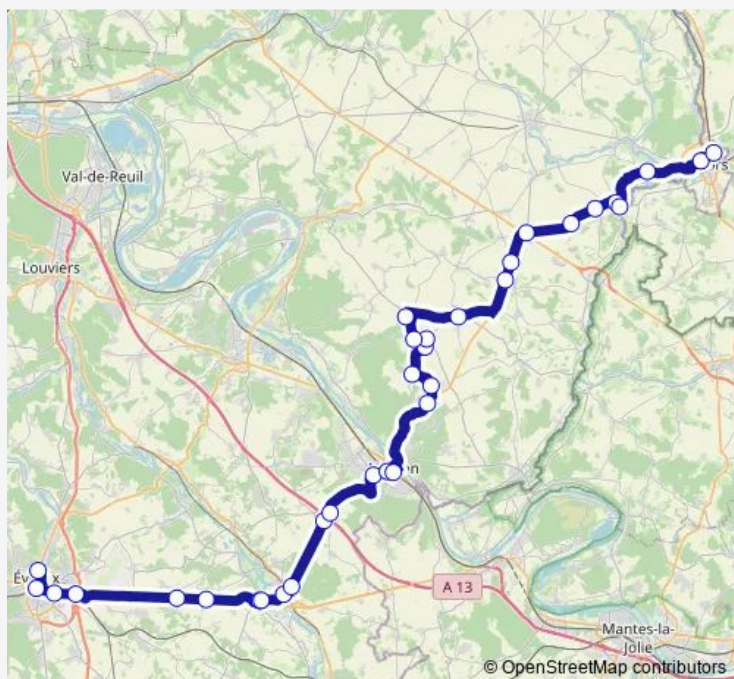 Val-de-Reuil
Louviers
A 13
Mantes-la-
Jolie
© OpenStreetMap contributors